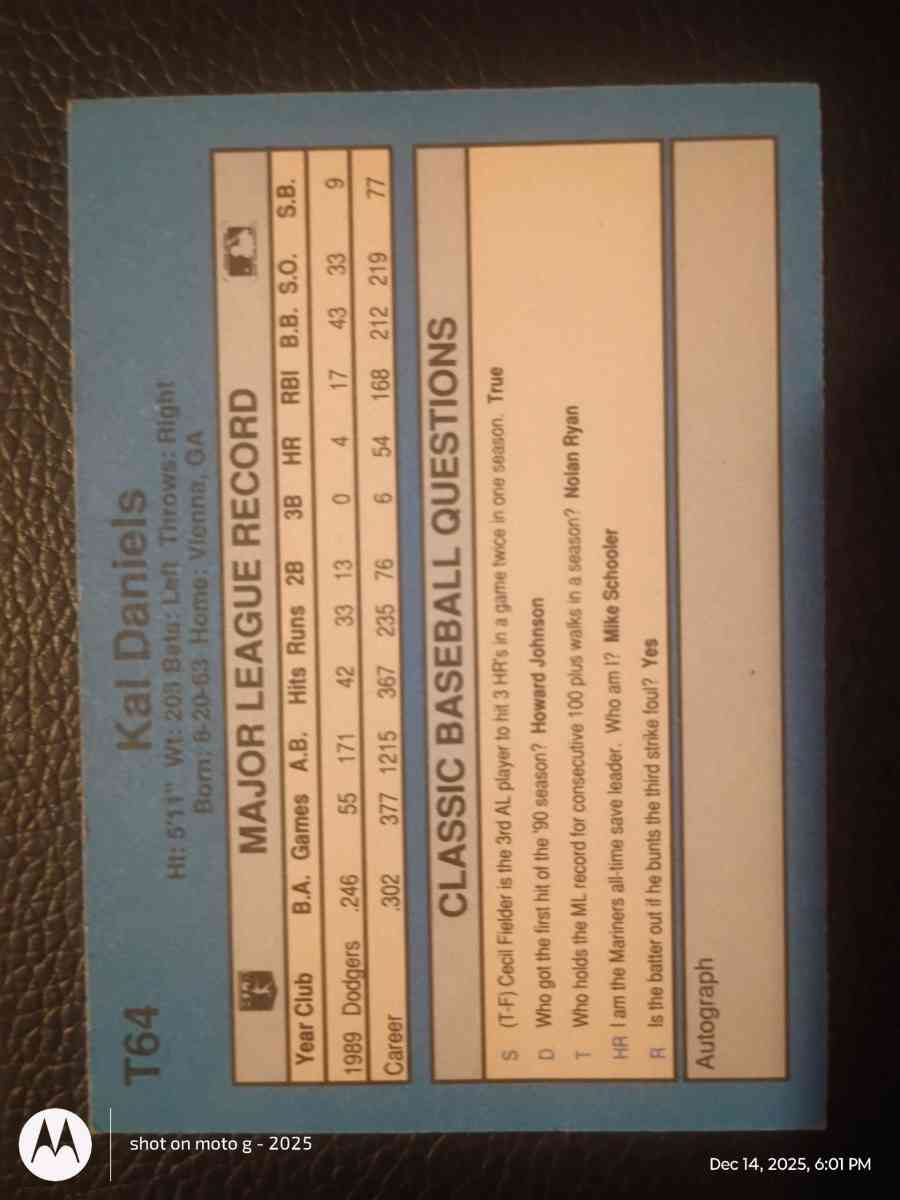 T64
Kal Daniels
Ht: 5'11" Wt: 205 Bats: Left Throws: Right
Born: 8-20-63 Home: Vienna, GA
MAJOR LEAGUE RECORD
Year Club B.A. Games A.B. Hits Runs 2B 3B HR RBI B.B. S.O. S.B.
1989 Dodgers .246 55 171 42 33 13 0 4 17 43 33 9
Career .302 377 1215 367 235 76 6 54 168 212 219 77
CLASSIC BASEBALL QUESTIONS
S (T-F) Cecil Fielder is the 3rd AL player to hit 3 HR's in a game twice in one season. True
D Who got the first hit of the '90 season? Howard Johnson
T Who holds the ML record for consecutive 100 plus walks in a season? Nolan Ryan
HR I am the Mariners all-time save leader. Who am I? Mike Schooler
R Is the batter out if he bunts the third strike foul? Yes
Autograph
shot on moto g - 2025
Dec 14, 2025, 6:01 PM